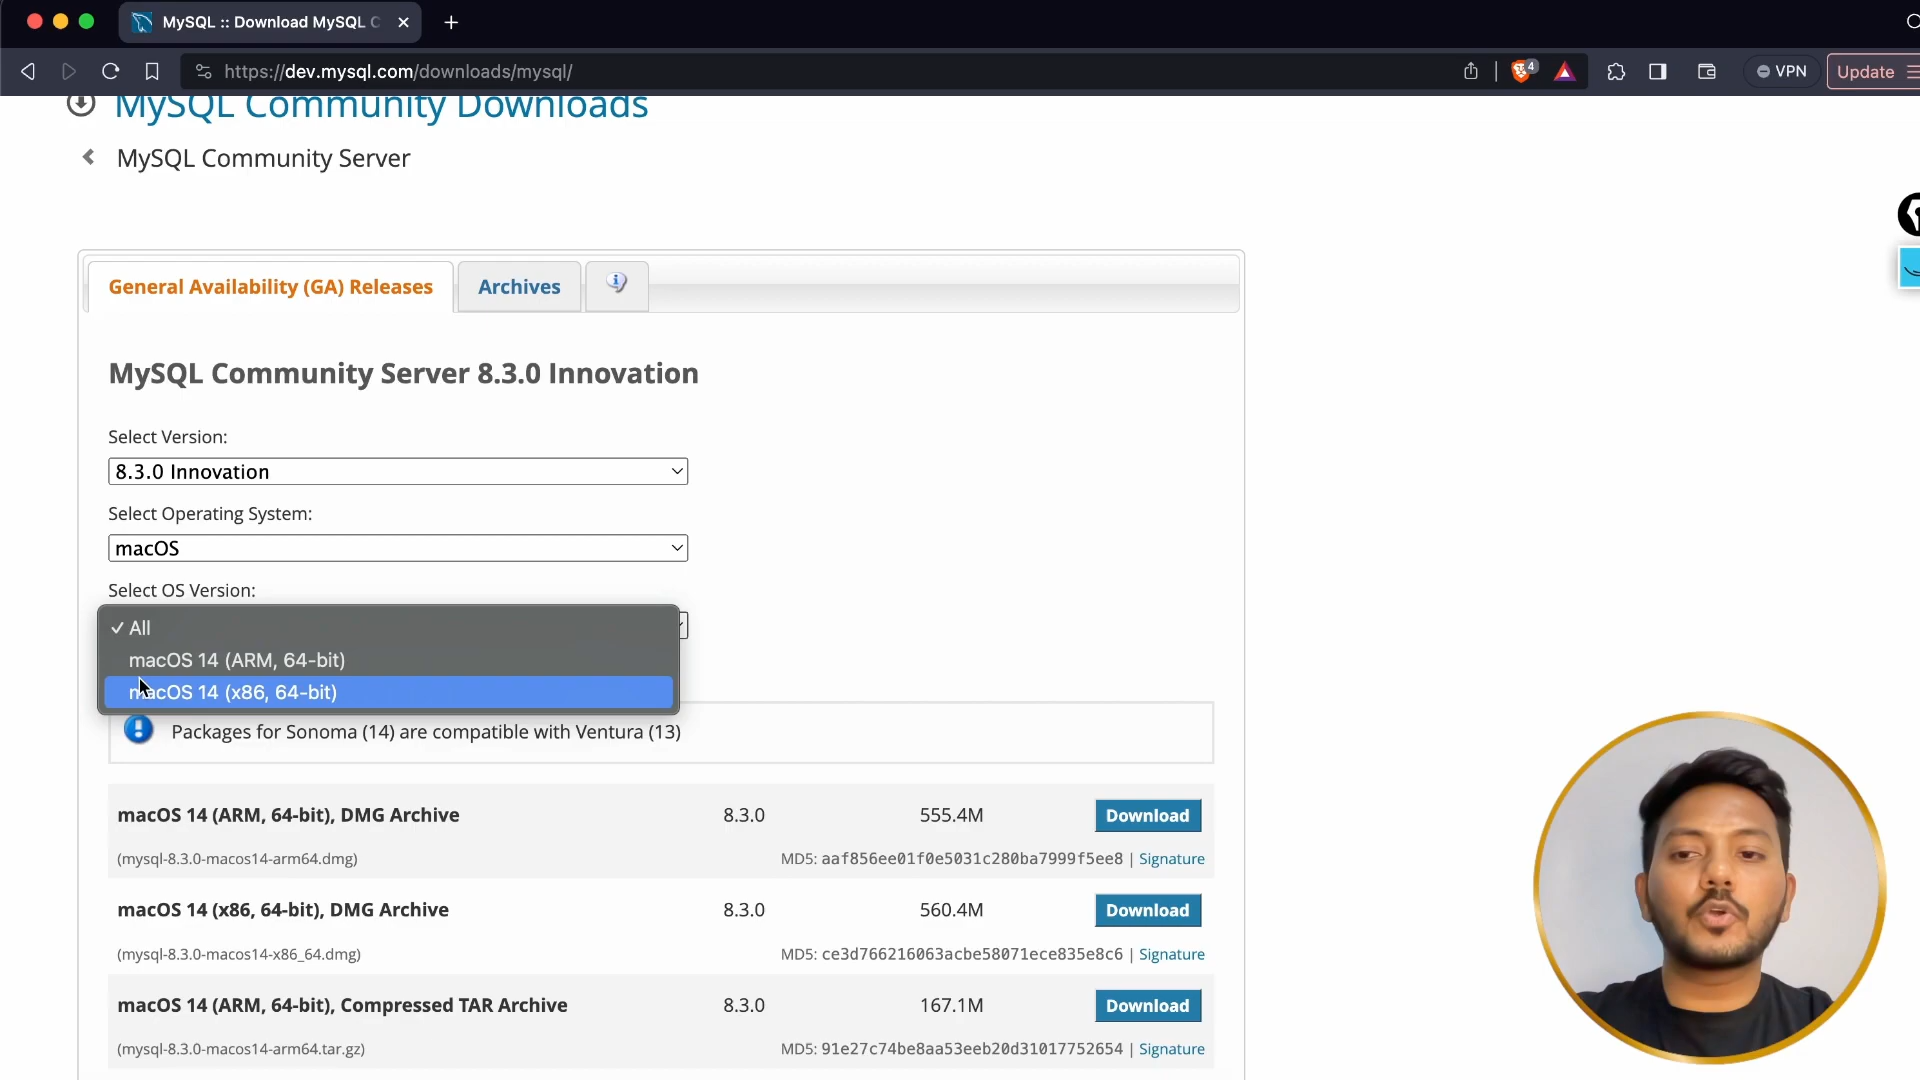 MySQL :: Download MySQL C
https://dev.mysql.com/downloads/mysql/
4
VPN
Update
MySQL Community Downloads
MySQL Community Server
General Availability (GA) Releases
Archives
MySQL Community Server 8.3.0 Innovation
Select Version:
8.3.0 Innovation
Select Operating System:
macOS
Select OS Version:
✓ All
macOS 14 (ARM, 64-bit)
macOS 14 (x86, 64-bit)
Packages for Sonoma (14) are compatible with Ventura (13)
macOS 14 (ARM, 64-bit), DMG Archive 8.3.0 555.4M Download
(mysql-8.3.0-macos14-arm64.dmg) MD5: aaf856ee01f0e5031c280ba7999f5ee8 | Signature
macOS 14 (x86, 64-bit), DMG Archive 8.3.0 560.4M Download
(mysql-8.3.0-macos14-x86_64.dmg) MD5: ce3d766216063acbe58071ece835e8c6 | Signature
macOS 14 (ARM, 64-bit), Compressed TAR Archive 8.3.0 167.1M Download
(mysql-8.3.0-macos14-arm64.tar.gz) MD5: 91e27c74be8aa53eeb20d31017752654 | Signature